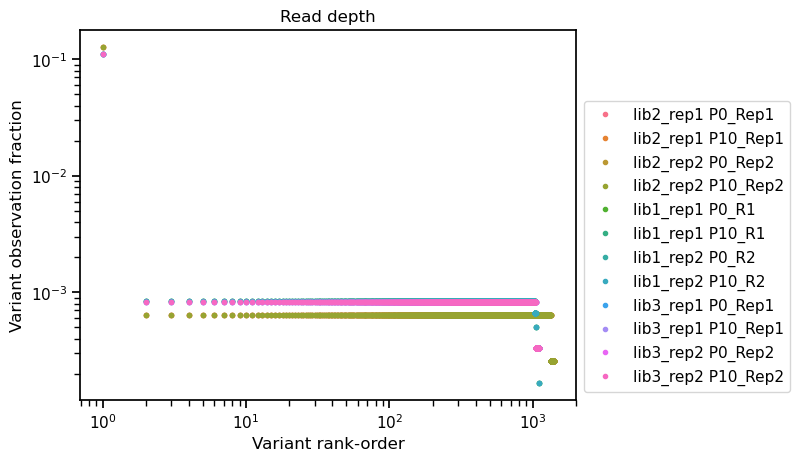 Read depth
Variant observation fraction
10⁻¹
10⁻²
10⁻³
10⁰
10¹
10²
10³
Variant rank-order
lib2_rep1 P0_Rep1
lib2_rep1 P10_Rep1
lib2_rep2 P0_Rep2
lib2_rep2 P10_Rep2
lib1_rep1 P0_R1
lib1_rep1 P10_R1
lib1_rep2 P0_R2
lib1_rep2 P10_R2
lib3_rep1 P0_Rep1
lib3_rep1 P10_Rep1
lib3_rep2 P0_Rep2
lib3_rep2 P10_Rep2